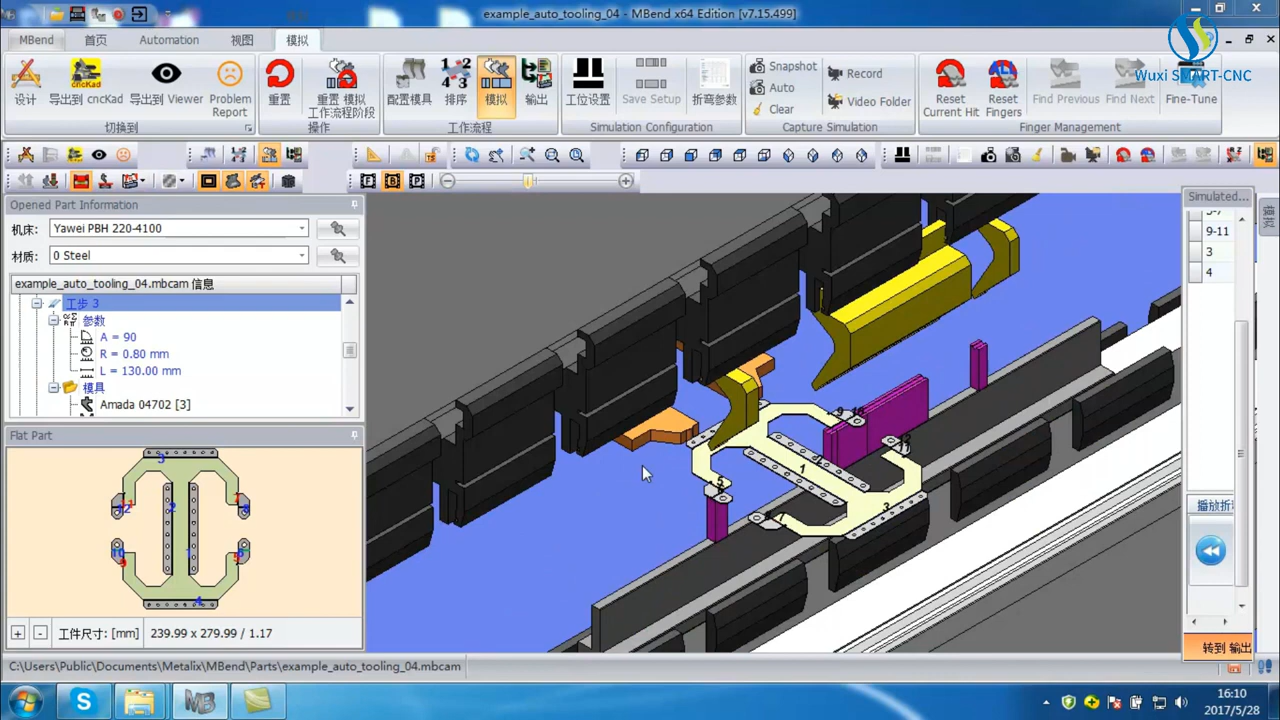 example_auto_tooling_04 - MBend x64 Edition [v7.15.499]
Wuxi SMART-CNC
MBend 首页 Automation 视图 模拟
设计 导出到 cncKad 导出到 Viewer Problem Report 重置 重置 模拟 工作流程阶段 配置模具 排序 模拟 输出 工位设置 Save Setup 折弯参数
Snapshot
Auto
Clear
Record
Video Folder
Reset Current Hit Reset Fingers Find Previous Find Next Fine-Tune
切换到 操作 工作流程 Simulation Configuration Capture Simulation Finger Management
F B P
Opened Part Information
机床: Yawei PBH 220-4100
材质: 0 Steel
example_auto_tooling_04.mbcam 信息
工步 3
参数
A = 90
R = 0.80 mm
L = 130.00 mm
模具
Amada 04702 [3]
Flat Part
工件尺寸: [mm] 239.99 x 279.99 / 1.17
Simulated...
9-11
3
4
模拟
转到 输出
C:\Users\Public\Documents\Metalix\MBend\Parts\example_auto_tooling_04.mbcam
16:10
2017/5/28